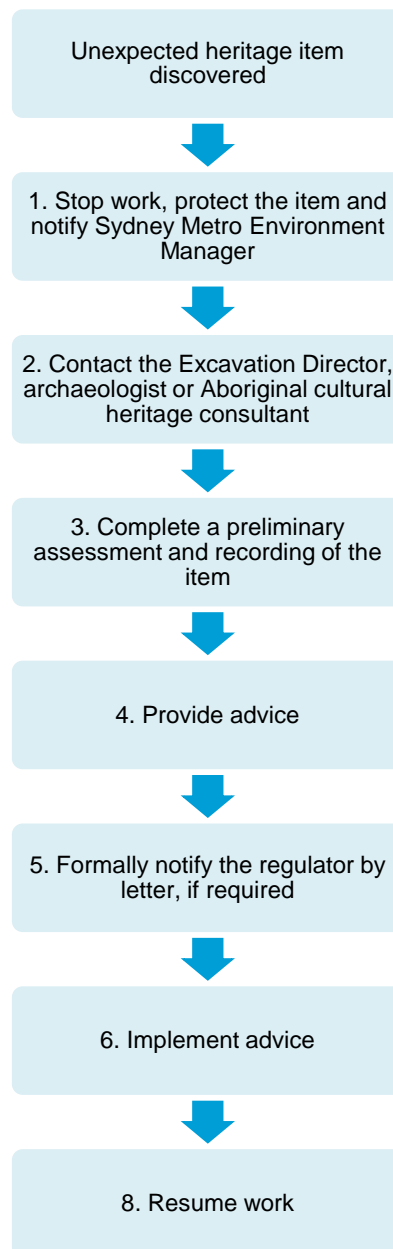 Unexpected heritage item
discovered
1. Stop work, protect the item and
notify Sydney Metro Environment
Manager
2. Contact the Excavation Director,
archaeologist or Aboriginal cultural
heritage consultant
3. Complete a preliminary
assessment and recording of the
item
4. Provide advice
5. Formally notify the regulator by
letter, if required
6. Implement advice
8. Resume work